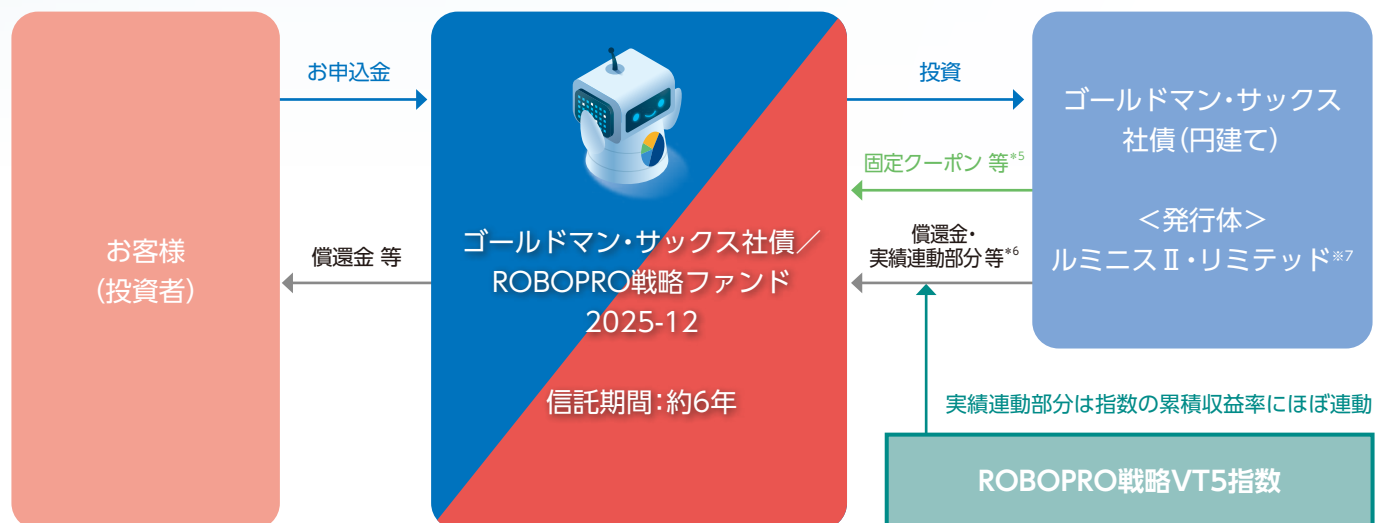 お客様
(投資者)
お申込金
償還金 等
ゴールドマン・サックス社債／
ROBOPRO戦略ファンド
2025-12
信託期間：約6年
投資
固定クーポン 等*5
償還金・
実績連動部分 等*6
ゴールドマン・サックス
社債(円建て)
＜発行体＞
ルミニス Ⅱ・リミテッド※7
実績連動部分は指数の累積収益率にほぼ連動
ROBOPRO戦略VT5指数